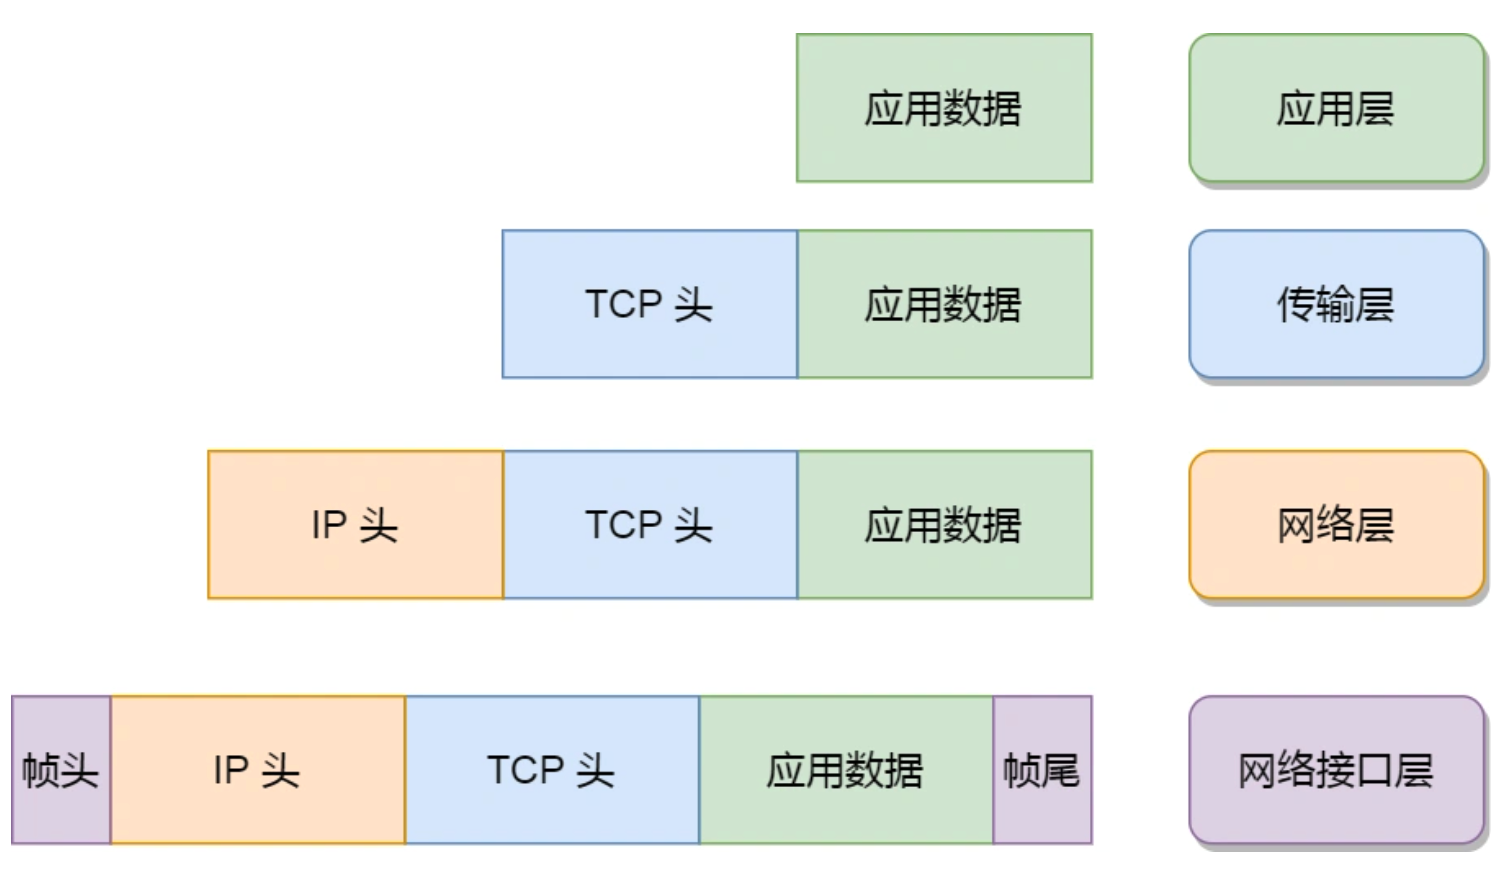 应用数据 应用层
TCP 头 应用数据 传输层
IP 头 TCP 头 应用数据 网络层
帧头 IP 头 TCP 头 应用数据 帧尾 网络接口层